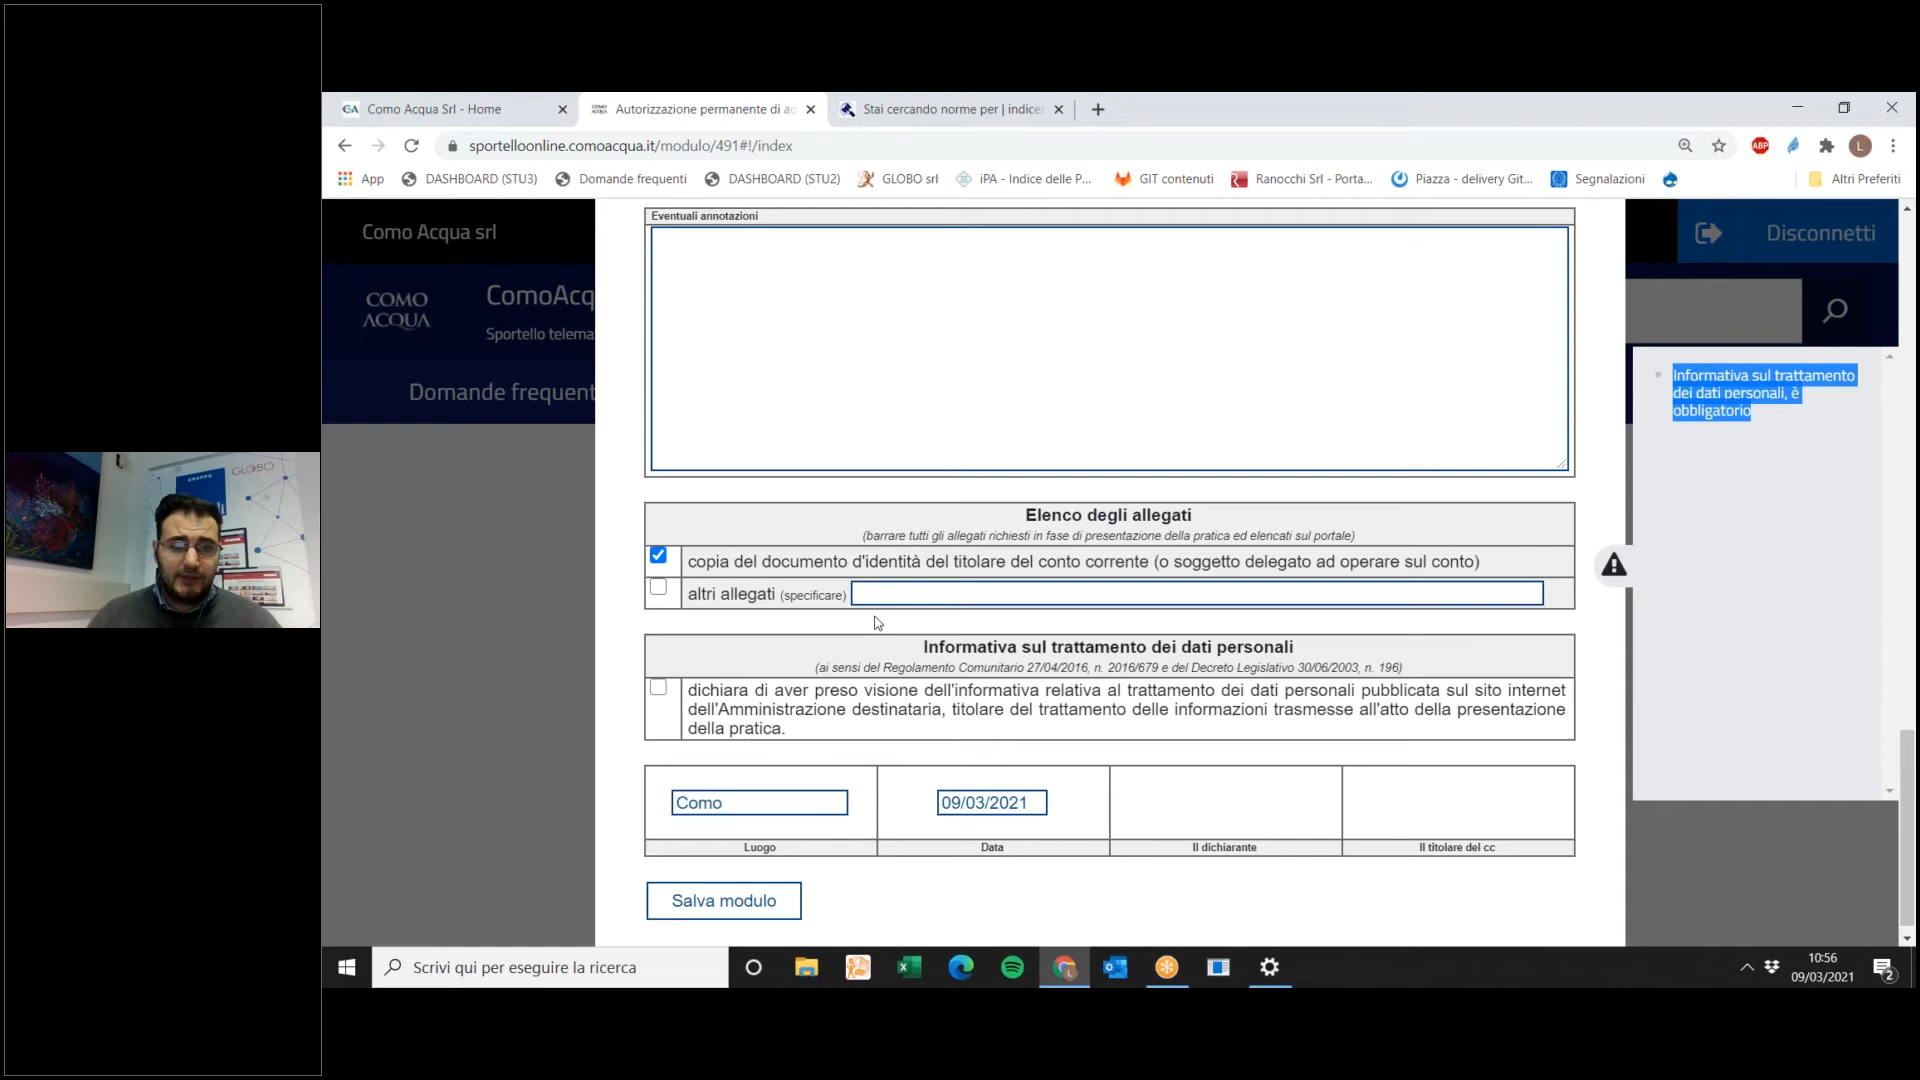 Como Acqua Srl - Home
Autorizzazione permanente di ad
Stai cercando norme per | indice
sportelloonline.comoacqua.it/modulo/491#!/index
ABP
L
App
DASHBOARD (STU3)
Domande frequenti
DASHBOARD (STU2)
GLOBO srl
iPA - Indice delle P...
GIT contenuti
Ranocchi Srl - Porta...
Piazza - delivery Git...
Segnalazioni
Altri Preferiti
Como Acqua srl
Disconnetti
COMO
ACQUA
ComoAcq
Sportello telema
Domande frequent
Eventuali annotazioni
Informativa sul trattamento
dei dati personali, è
obbligatorio
Elenco degli allegati
(barrare tutti gli allegati richiesti in fase di presentazione della pratica ed elencati sul portale)
copia del documento d'identità del titolare del conto corrente (o soggetto delegato ad operare sul conto)
altri allegati (specificare)
Informativa sul trattamento dei dati personali
(ai sensi del Regolamento Comunitario 27/04/2016, n. 2016/679 e del Decreto Legislativo 30/06/2003, n. 196)
dichiara di aver preso visione dell'informativa relativa al trattamento dei dati personali pubblicata sul sito internet
dell'Amministrazione destinataria, titolare del trattamento delle informazioni trasmesse all'atto della presentazione
della pratica.
Como
09/03/2021
Luogo
Data
Il dichiarante
Il titolare del cc
Salva modulo
GRUPPO
GLOBO
Scrivi qui per eseguire la ricerca
10:56
09/03/2021
2